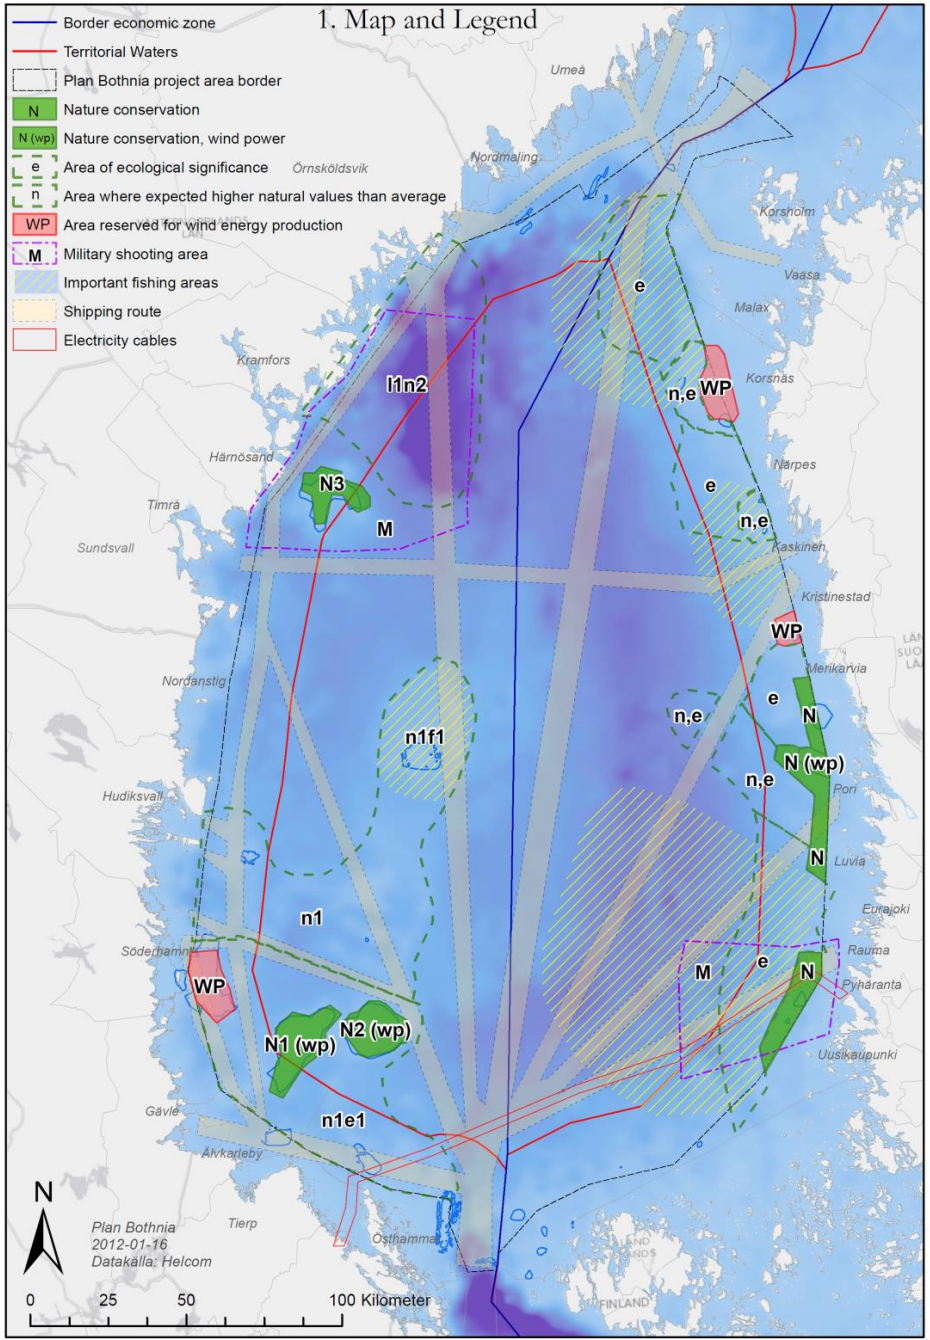 1. Map and Legend
Border economic zone
Territorial Waters
Plan Bothnia project area border
N Nature conservation
N (wp) Nature conservation, wind power
e Area of ecological significance
n Area where expected higher natural values than average
WP Area reserved for wind energy production
M Military shooting area
Important fishing areas
Shipping route
Electricity cables
Umeå
Nordmaling
Örnsköldsvik
VÄSTERNORRLANDS
LÄN
Korsholm
Vaasa
e
Malax
Kramfors
l1n2
n,e
WP
Korsnäs
Härnösand
N3
Närpes
e
Timrå
M
n,e
Sundsvall
Kaskinen
Kristinestad
WP
Merikarvia
Nordanstig
e
n,e
N
n1f1
N (wp)
n,e
Hudiksvall
Pori
N
Luvia
n1
Eurajoki
Söderhamn
Rauma
WP
M
e
N
Pyhäranta
N1 (wp)
N2 (wp)
Uusikaupunki
Gävle
n1e1
Älvkarleby
N
Tierp
Östhammar
Plan Bothnia
2012-01-16
Datakälla: Helcom
FINLAND
0 25 50 100 Kilometer